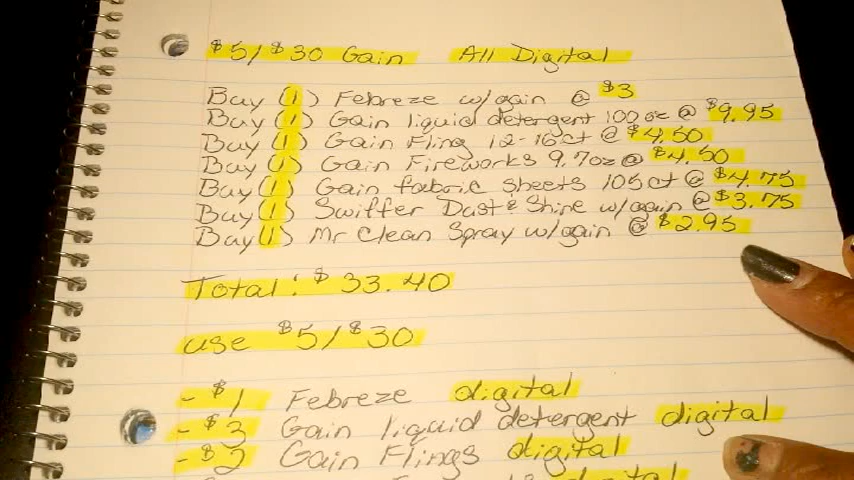 $5/$30 Gain All Digital
Buy (1) Febreze w/gain @ $3
Buy (1) Gain liquid detergent 100oz @ $9.95
Buy (1) Gain Fling 12-16ct @ $4.50
Buy (1) Gain Fireworks 9.7oz @ $4.50
Buy (1) Gain fabric sheets 105ct @ $4.75
Buy (1) Swiffer Dust & Shine w/gain @ $3.75
Buy (1) Mr Clean Spray w/gain @ $2.95
Total: $33.40
use $5/$30
-$1 Febreze digital
-$3 Gain liquid detergent digital
-$2 Gain Flings digital
digital